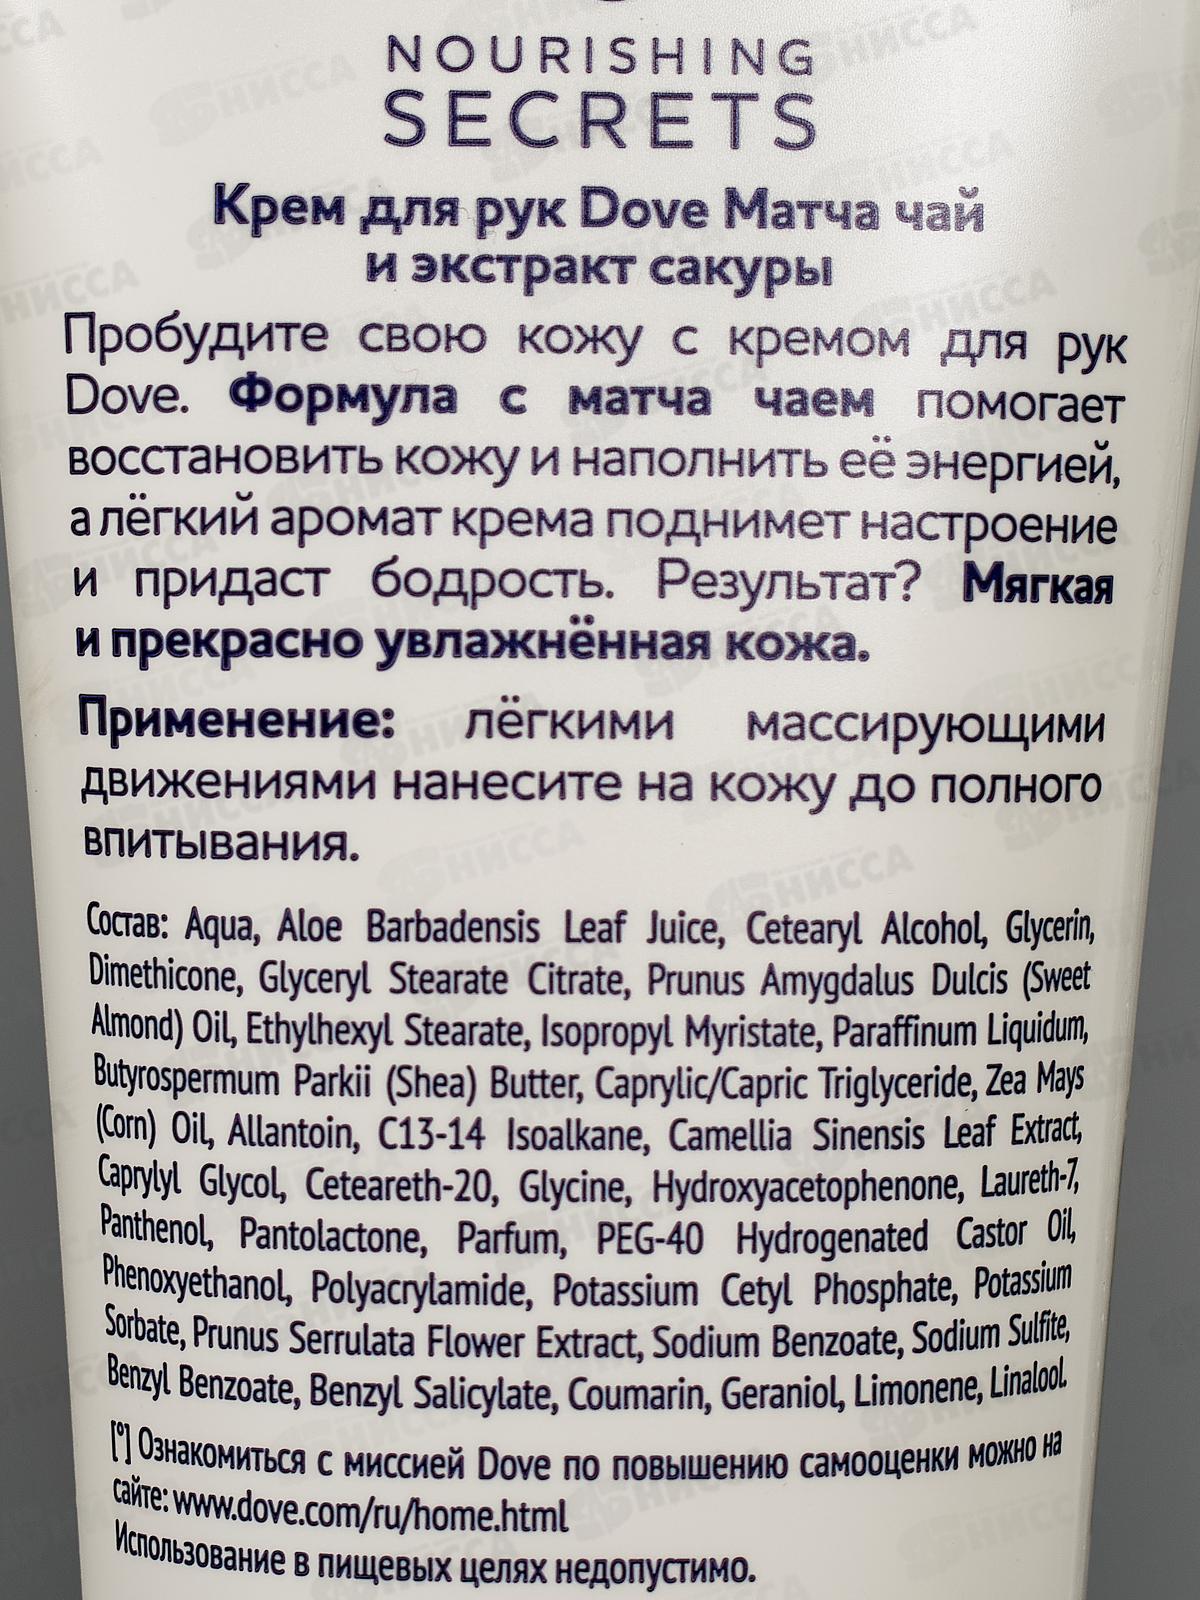 NOURISHING
SECRETS
Крем для рук Dove Матча чай
и экстракт сакуры
Пробудите свою кожу с кремом для рук
Dove. Формула с матча чаем помогает
восстановить кожу и наполнить её энергией,
а лёгкий аромат крема поднимет настроение
и придаст бодрость. Результат? Мягкая
и прекрасно увлажнённая кожа.
Применение: лёгкими массирующими
движениями нанесите на кожу до полного
впитывания.
Состав: Aqua, Aloe Barbadensis Leaf Juice, Cetearyl Alcohol, Glycerin,
Dimethicone, Glyceryl Stearate Citrate, Prunus Amygdalus Dulcis (Sweet
Almond) Oil, Ethylhexyl Stearate, Isopropyl Myristate, Paraffinum Liquidum,
Butyrospermum Parkii (Shea) Butter, Caprylic/Capric Triglyceride, Zea Mays
(Corn) Oil, Allantoin, C13-14 Isoalkane, Camellia Sinensis Leaf Extract,
Caprylyl Glycol, Ceteareth-20, Glycine, Hydroxyacetophenone, Laureth-7,
Panthenol, Pantolactone, Parfum, PEG-40 Hydrogenated Castor Oil,
Phenoxyethanol, Polyacrylamide, Potassium Cetyl Phosphate, Potassium
Sorbate, Prunus Serrulata Flower Extract, Sodium Benzoate, Sodium Sulfite,
Benzyl Benzoate, Benzyl Salicylate, Coumarin, Geraniol, Limonene, Linalool.
[°] Ознакомиться с миссией Dove по повышению самооценки можно на
сайте: www.dove.com/ru/home.html
Использование в пищевых целях недопустимо.